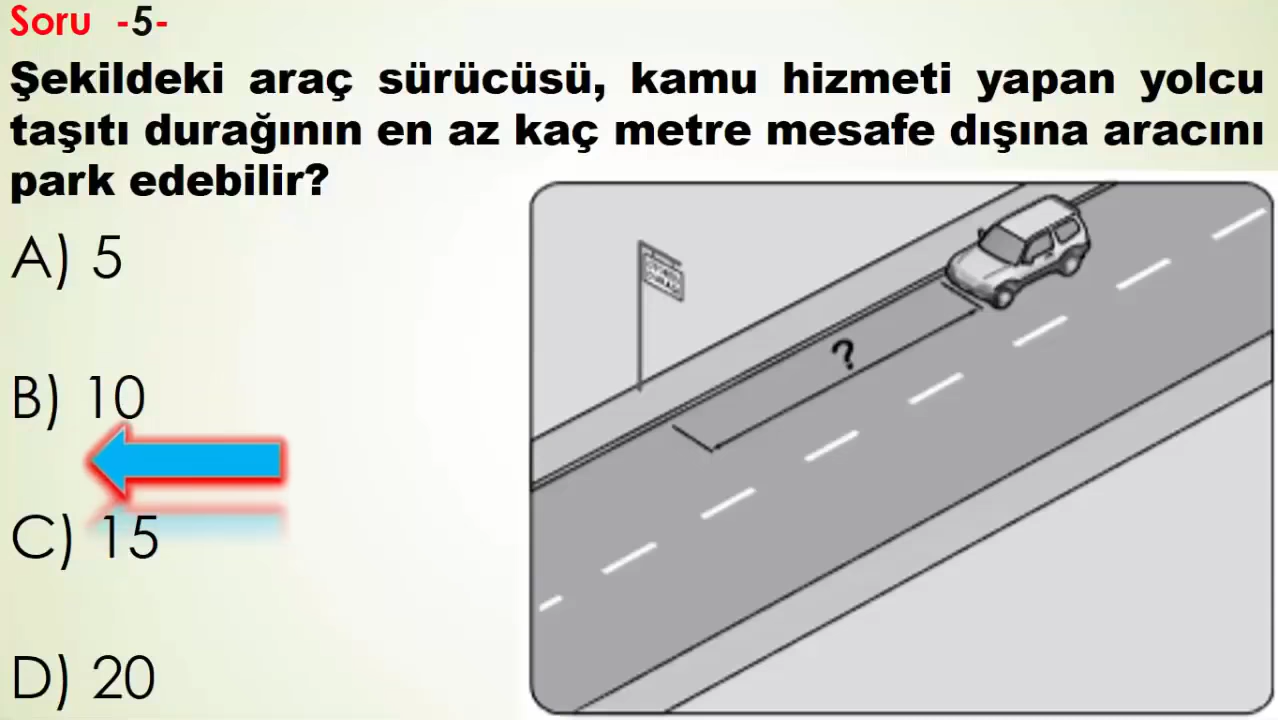 Soru -5-
Şekildeki araç sürücüsü, kamu hizmeti yapan yolcu
taşıtı durağının en az kaç metre mesafe dışına aracını
park edebilir?
A) 5
B) 10
C) 15
D) 20
?